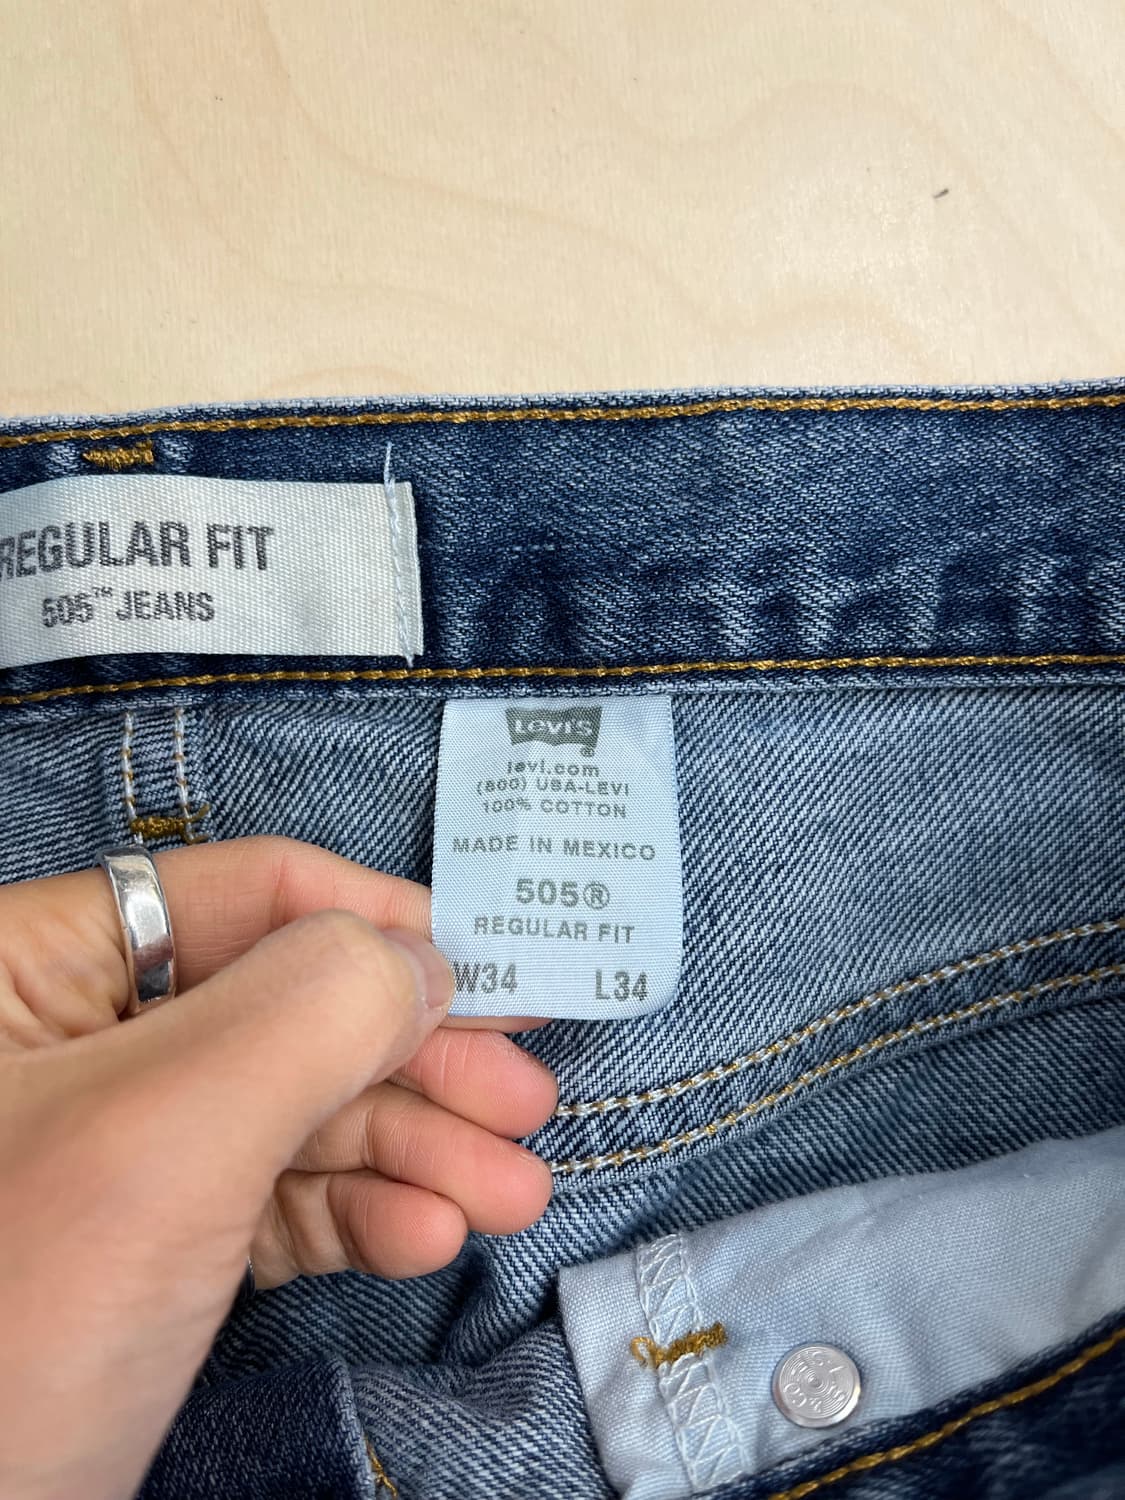 REGULAR FIT
505™ JEANS
Levi's
®
levi.com
(800) USA-LEVI
100% COTTON
MADE IN MEXICO
505®
REGULAR FIT
W34 L34